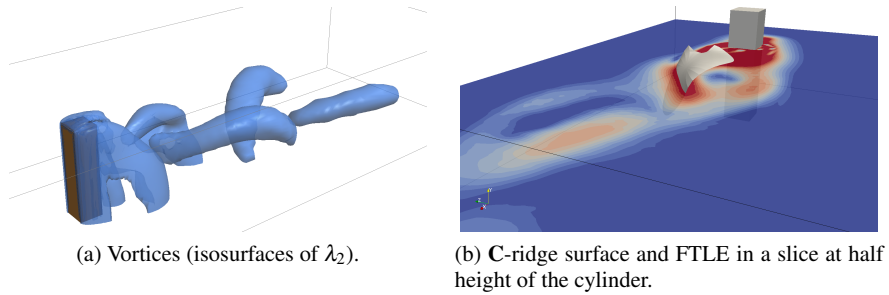 (a) Vortices (isosurfaces of λ₂).
(b) C-ridge surface and FTLE in a slice at half
height of the cylinder.